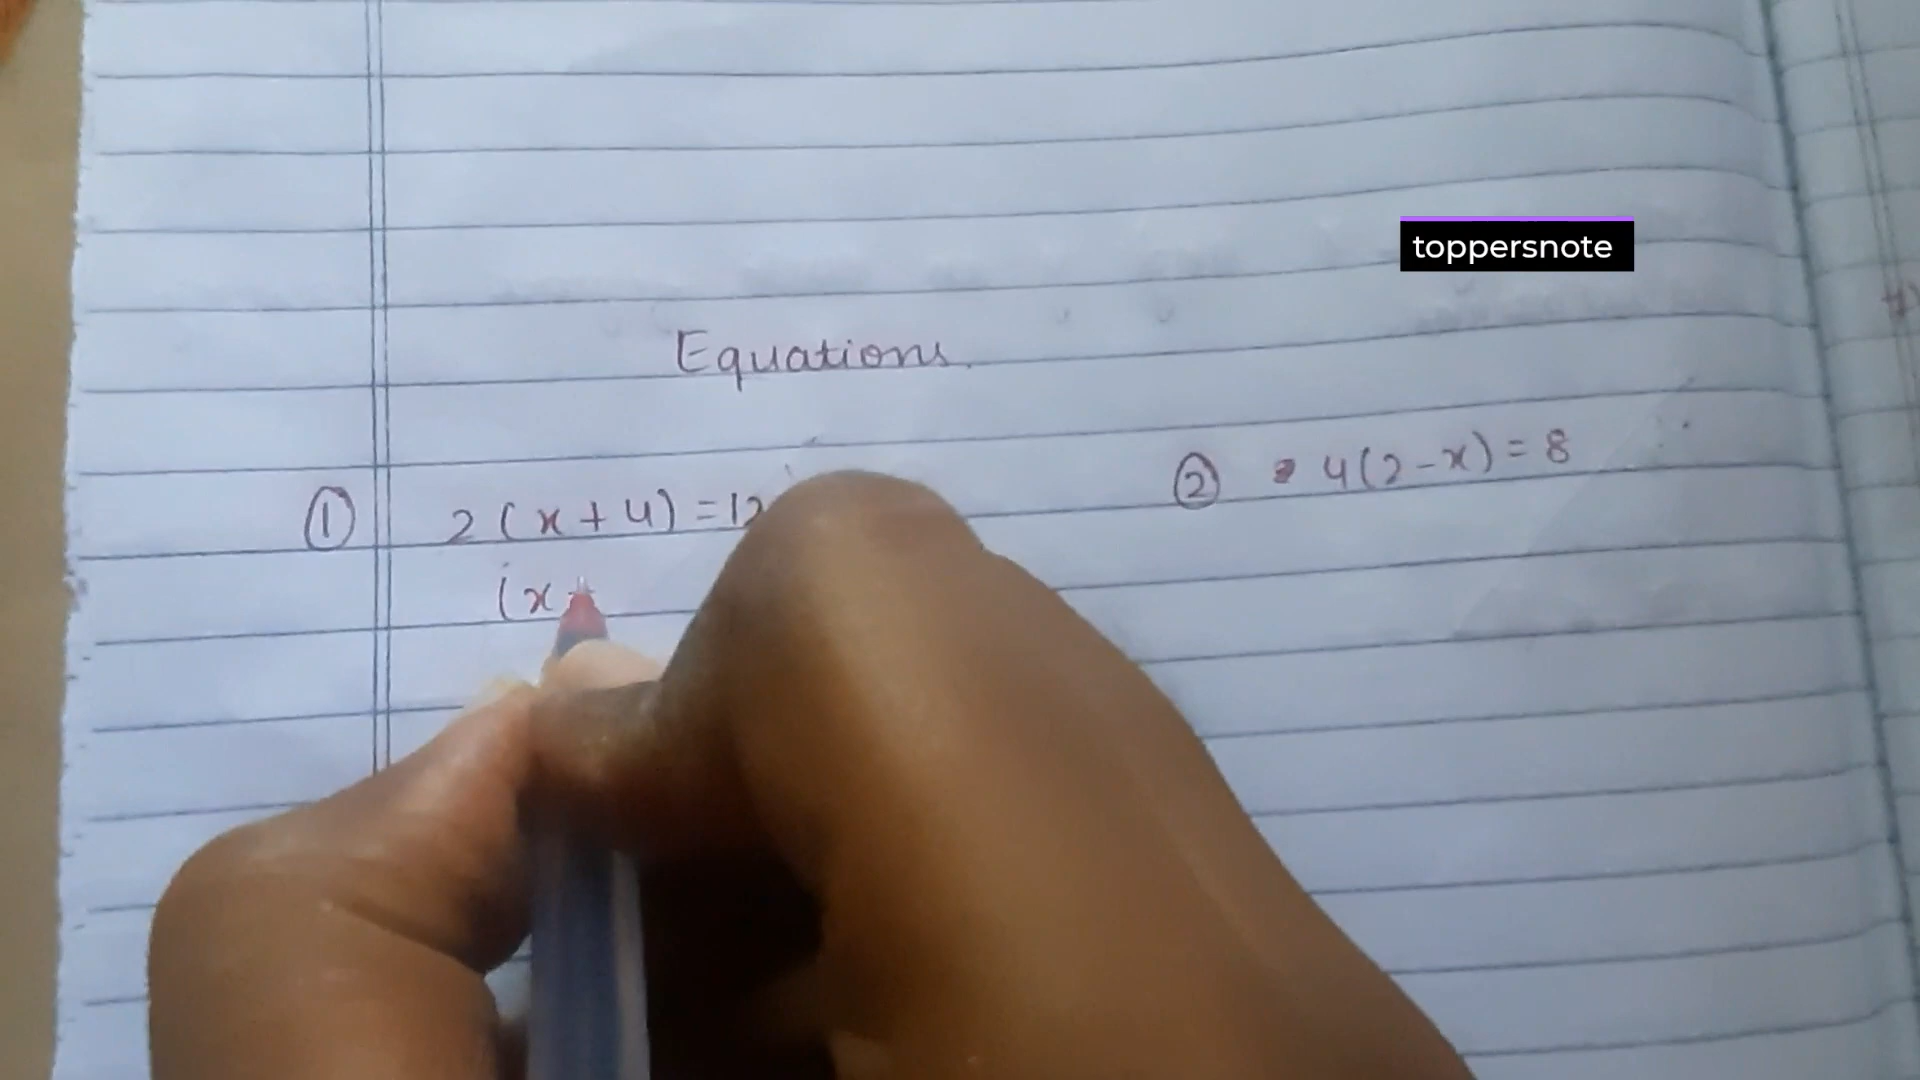 toppersnote
Equations.
① 2(x+4)=12
② 4(2-x)=8
(x